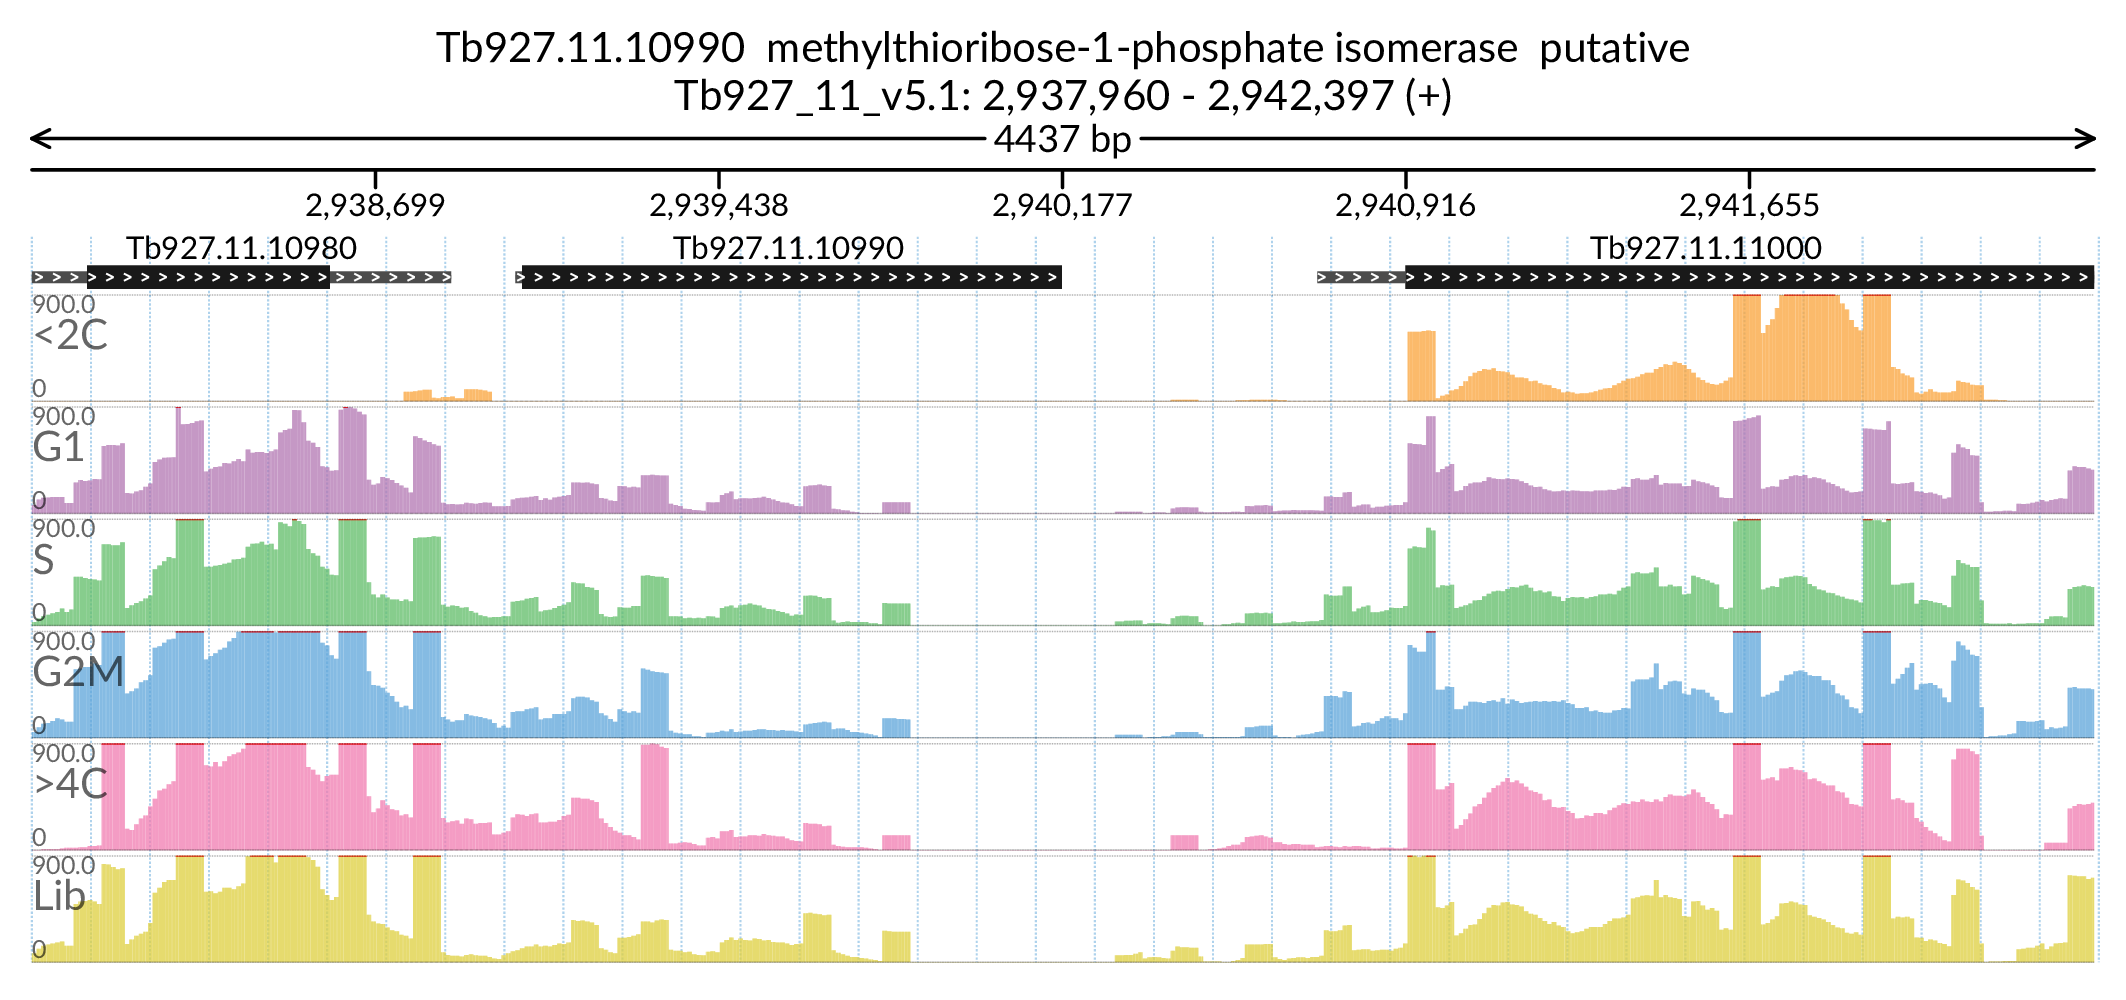 Tb927.11.10990 methylthioribose-1-phosphate isomerase putative
Tb927_11_v5.1: 2,937,960 - 2,942,397 (+)
4437 bp
2,938,699 2,939,438 2,940,177 2,940,916 2,941,655
Tb927.11.10980 Tb927.11.10990 Tb927.11.11000
900.0
<2C
0
900.0
G1
0
900.0
S
0
900.0
G2M
0
900.0
>4C
0
900.0
Lib
0